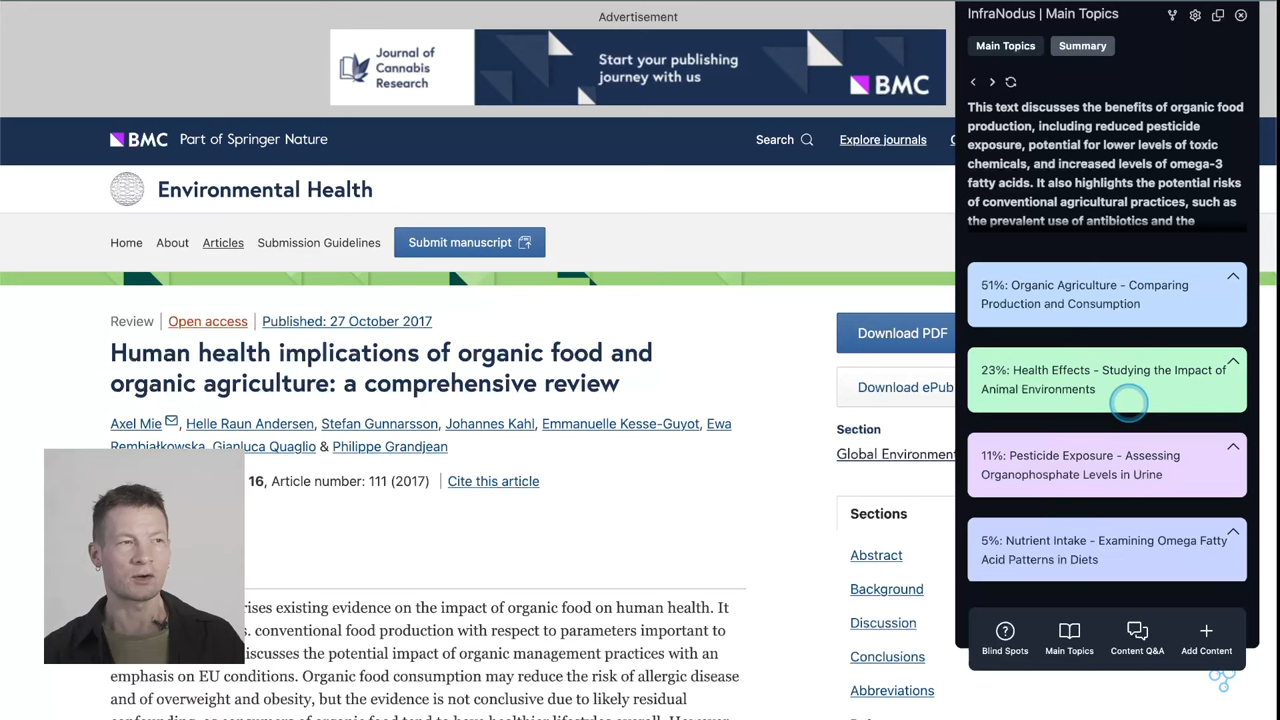 Advertisement
Journal of
Cannabis
Research
Start your publishing
journey with us
BMC
BMC Part of Springer Nature
Search
Explore journals
Environmental Health
Home
About
Articles
Submission Guidelines
Submit manuscript
Review
Open access
Published: 27 October 2017
Human health implications of organic food and
organic agriculture: a comprehensive review
Axel Mie, Helle Raun Andersen, Stefan Gunnarsson, Johannes Kahl, Emmanuelle Kesse-Guyot, Ewa
Rembiałkowska, Gianluca Quaglio & Philippe Grandjean
16, Article number: 111 (2017)
Cite this article
rises existing evidence on the impact of organic food on human health. It
s. conventional food production with respect to parameters important to
iscusses the potential impact of organic management practices with an
emphasis on EU conditions. Organic food consumption may reduce the risk of allergic disease
and of overweight and obesity, but the evidence is not conclusive due to likely residual
Download PDF
Download ePub
Section
Global Environment
Sections
Abstract
Background
Discussion
Conclusions
Abbreviations
InfraNodus | Main Topics
Main Topics
Summary
This text discusses the benefits of organic food
production, including reduced pesticide
exposure, potential for lower levels of toxic
chemicals, and increased levels of omega-3
fatty acids. It also highlights the potential risks
of conventional agricultural practices, such as
the prevalent use of antibiotics and the
51%: Organic Agriculture - Comparing
Production and Consumption
23%: Health Effects - Studying the Impact of
Animal Environments
11%: Pesticide Exposure - Assessing
Organophosphate Levels in Urine
5%: Nutrient Intake - Examining Omega Fatty
Acid Patterns in Diets
Blind Spots
Main Topics
Content Q&A
Add Content